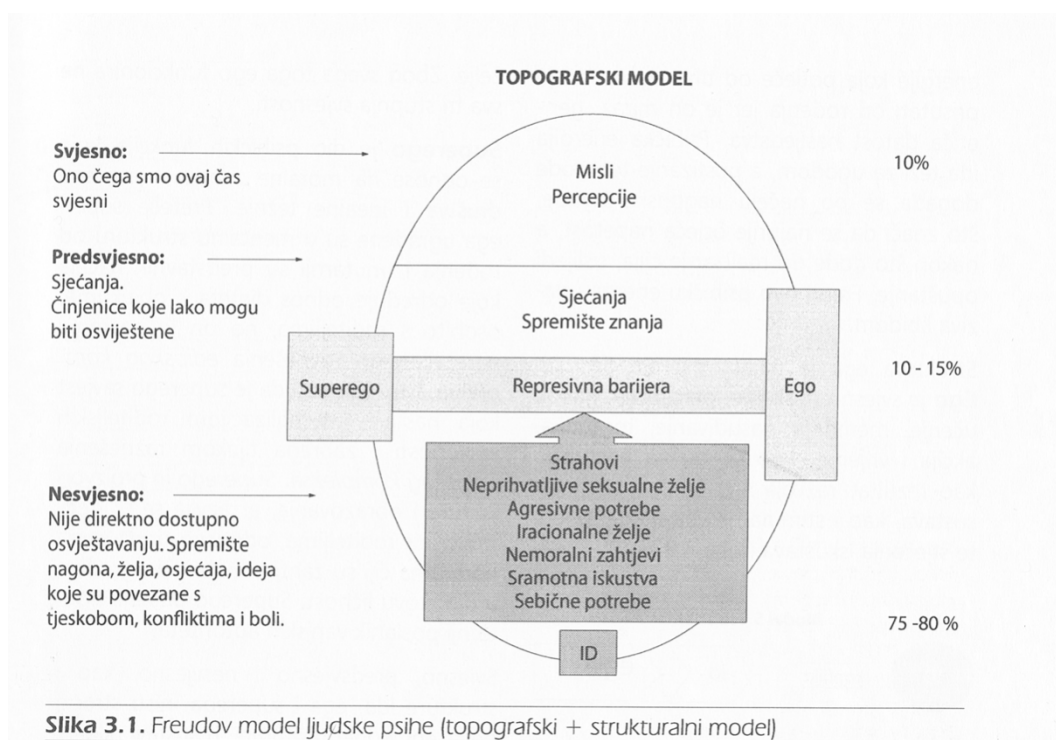 TOPOGRAFSKI MODEL
Svjesno:
Ono čega smo ovaj čas
svjesni
Misli
Percepcije
10%
Predsvjesno:
Sjećanja.
Činjenice koje lako mogu
biti osviještene
Sjećanja
Spremište znanja
Superego
Represivna barijera
Ego
10 - 15%
Strahovi
Neprihvatljive seksualne želje
Agresivne potrebe
Iracionalne želje
Nemoralni zahtjevi
Sramotna iskustva
Sebične potrebe
Nesvjesno:
Nije direktno dostupno
osvještavanju. Spremište
nagona, želja, osjećaja, ideja
koje su povezane s
tjeskobom, konfliktima i boli.
75 -80 %
ID
Slika 3.1. Freudov model ljudske psihe (topografski + strukturalni model)